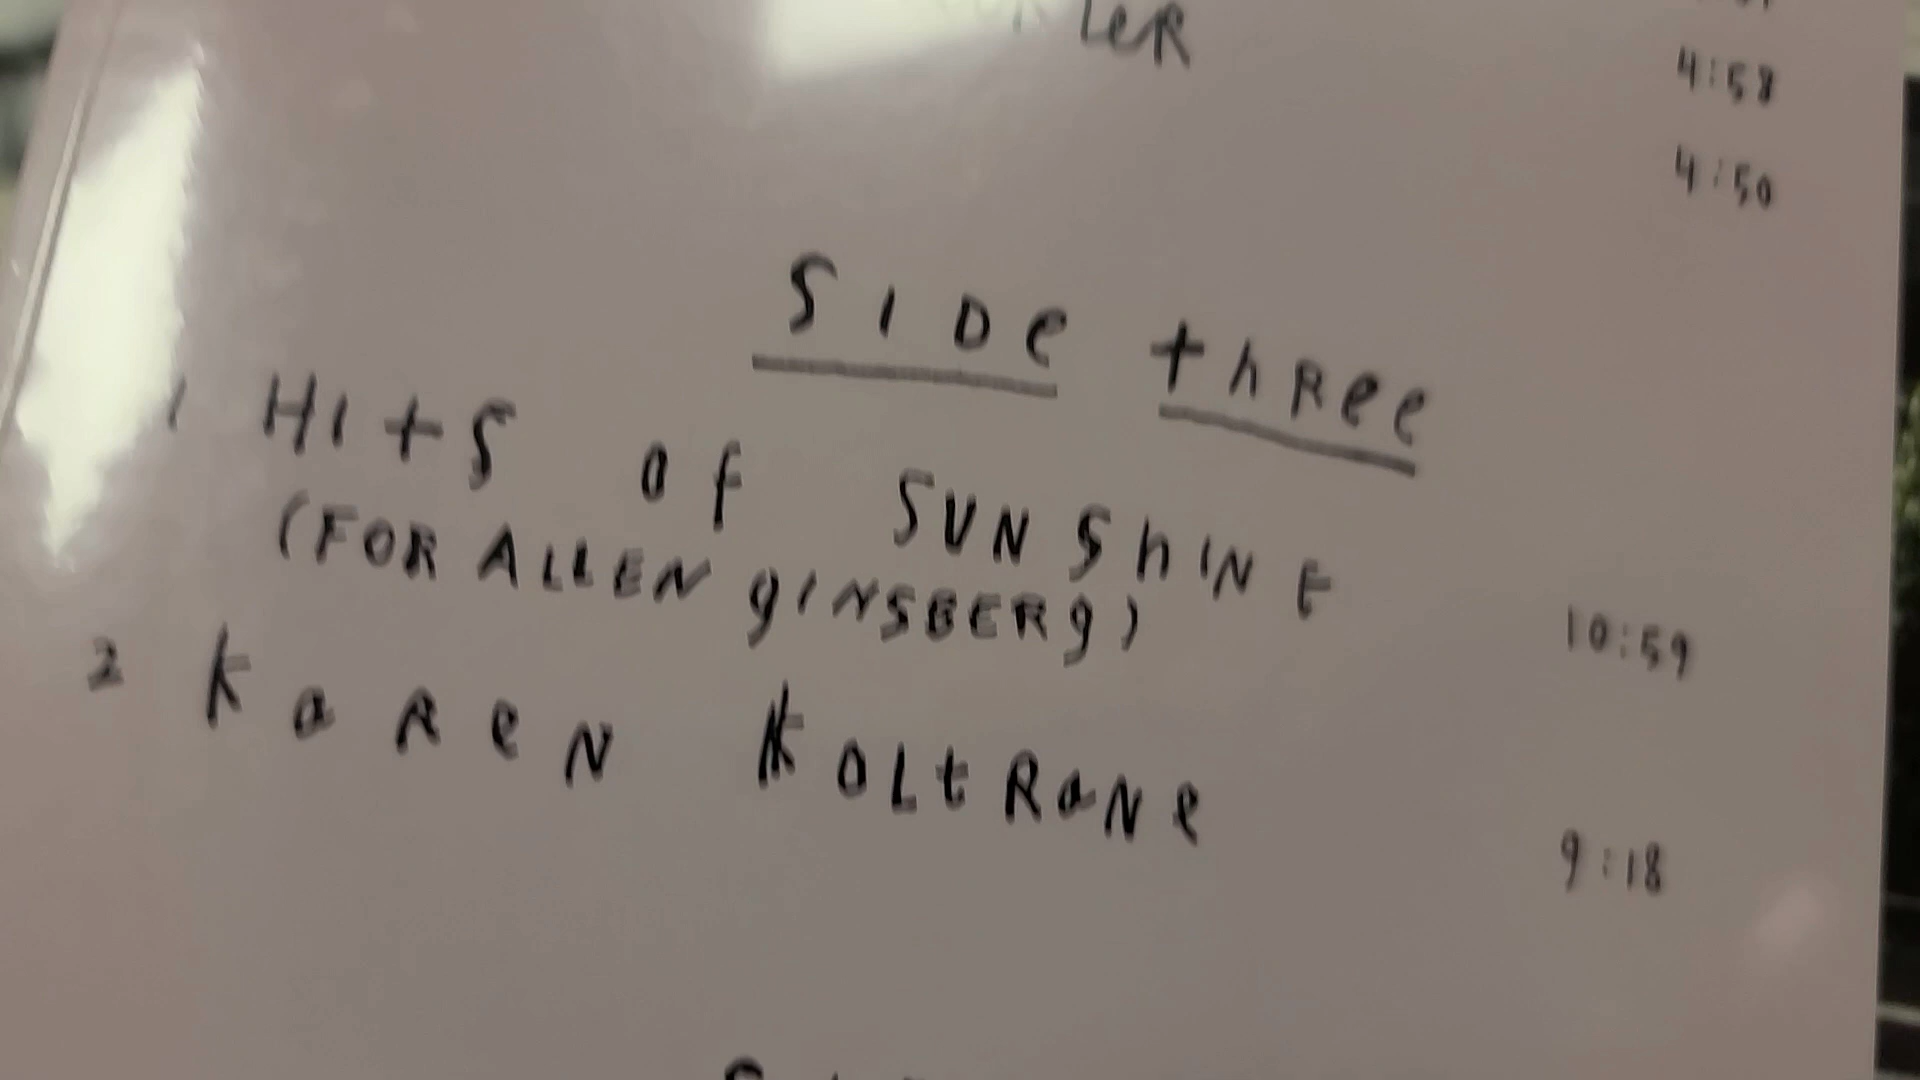 4:58
4:50
SIDe thRee
1 HItS of SUNShINE
(FOR ALLEN gINSBERg) 10:59
2 KaReN KoLtRaNe 9:18